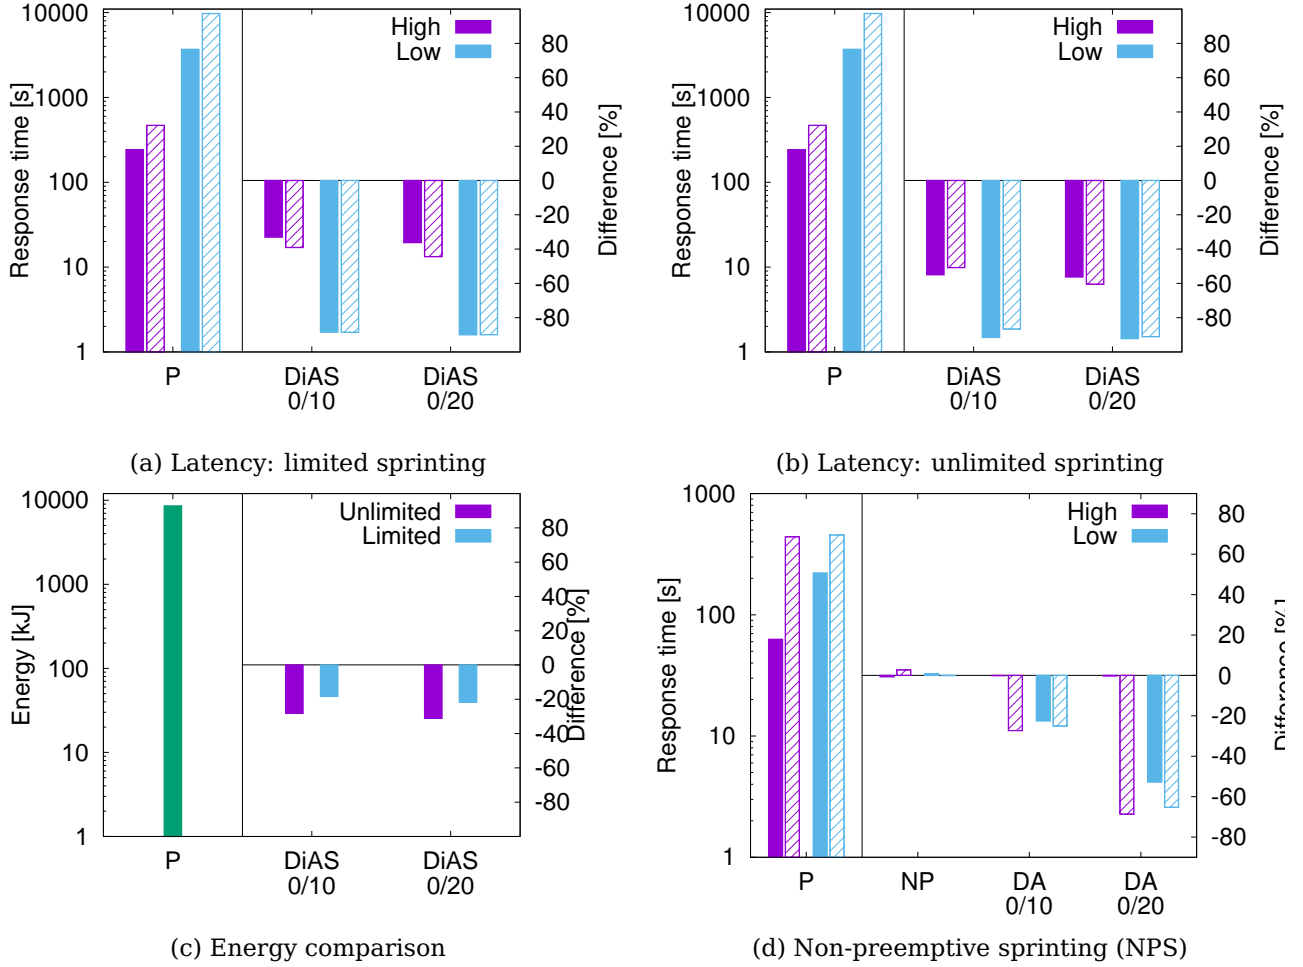 10000
1000
100
10
1
Response time [s]
High
Low
80
60
40
20
0
-20
-40
-60
-80
Difference [%]
P
DiAS
0/10
DiAS
0/20
(a) Latency: limited sprinting
10000
1000
100
10
1
Response time [s]
High
Low
80
60
40
20
0
-20
-40
-60
-80
Difference [%]
P
DiAS
0/10
DiAS
0/20
(b) Latency: unlimited sprinting
10000
1000
100
10
1
Energy [kJ]
Unlimited
Limited
80
60
40
20
0
-20
-40
-60
-80
Difference [%]
P
DiAS
0/10
DiAS
0/20
(c) Energy comparison
1000
100
10
1
Response time [s]
High
Low
80
60
40
20
0
-20
-40
-60
-80
Difference [%]
P
NP
DA
0/10
DA
0/20
(d) Non-preemptive sprinting (NPS)